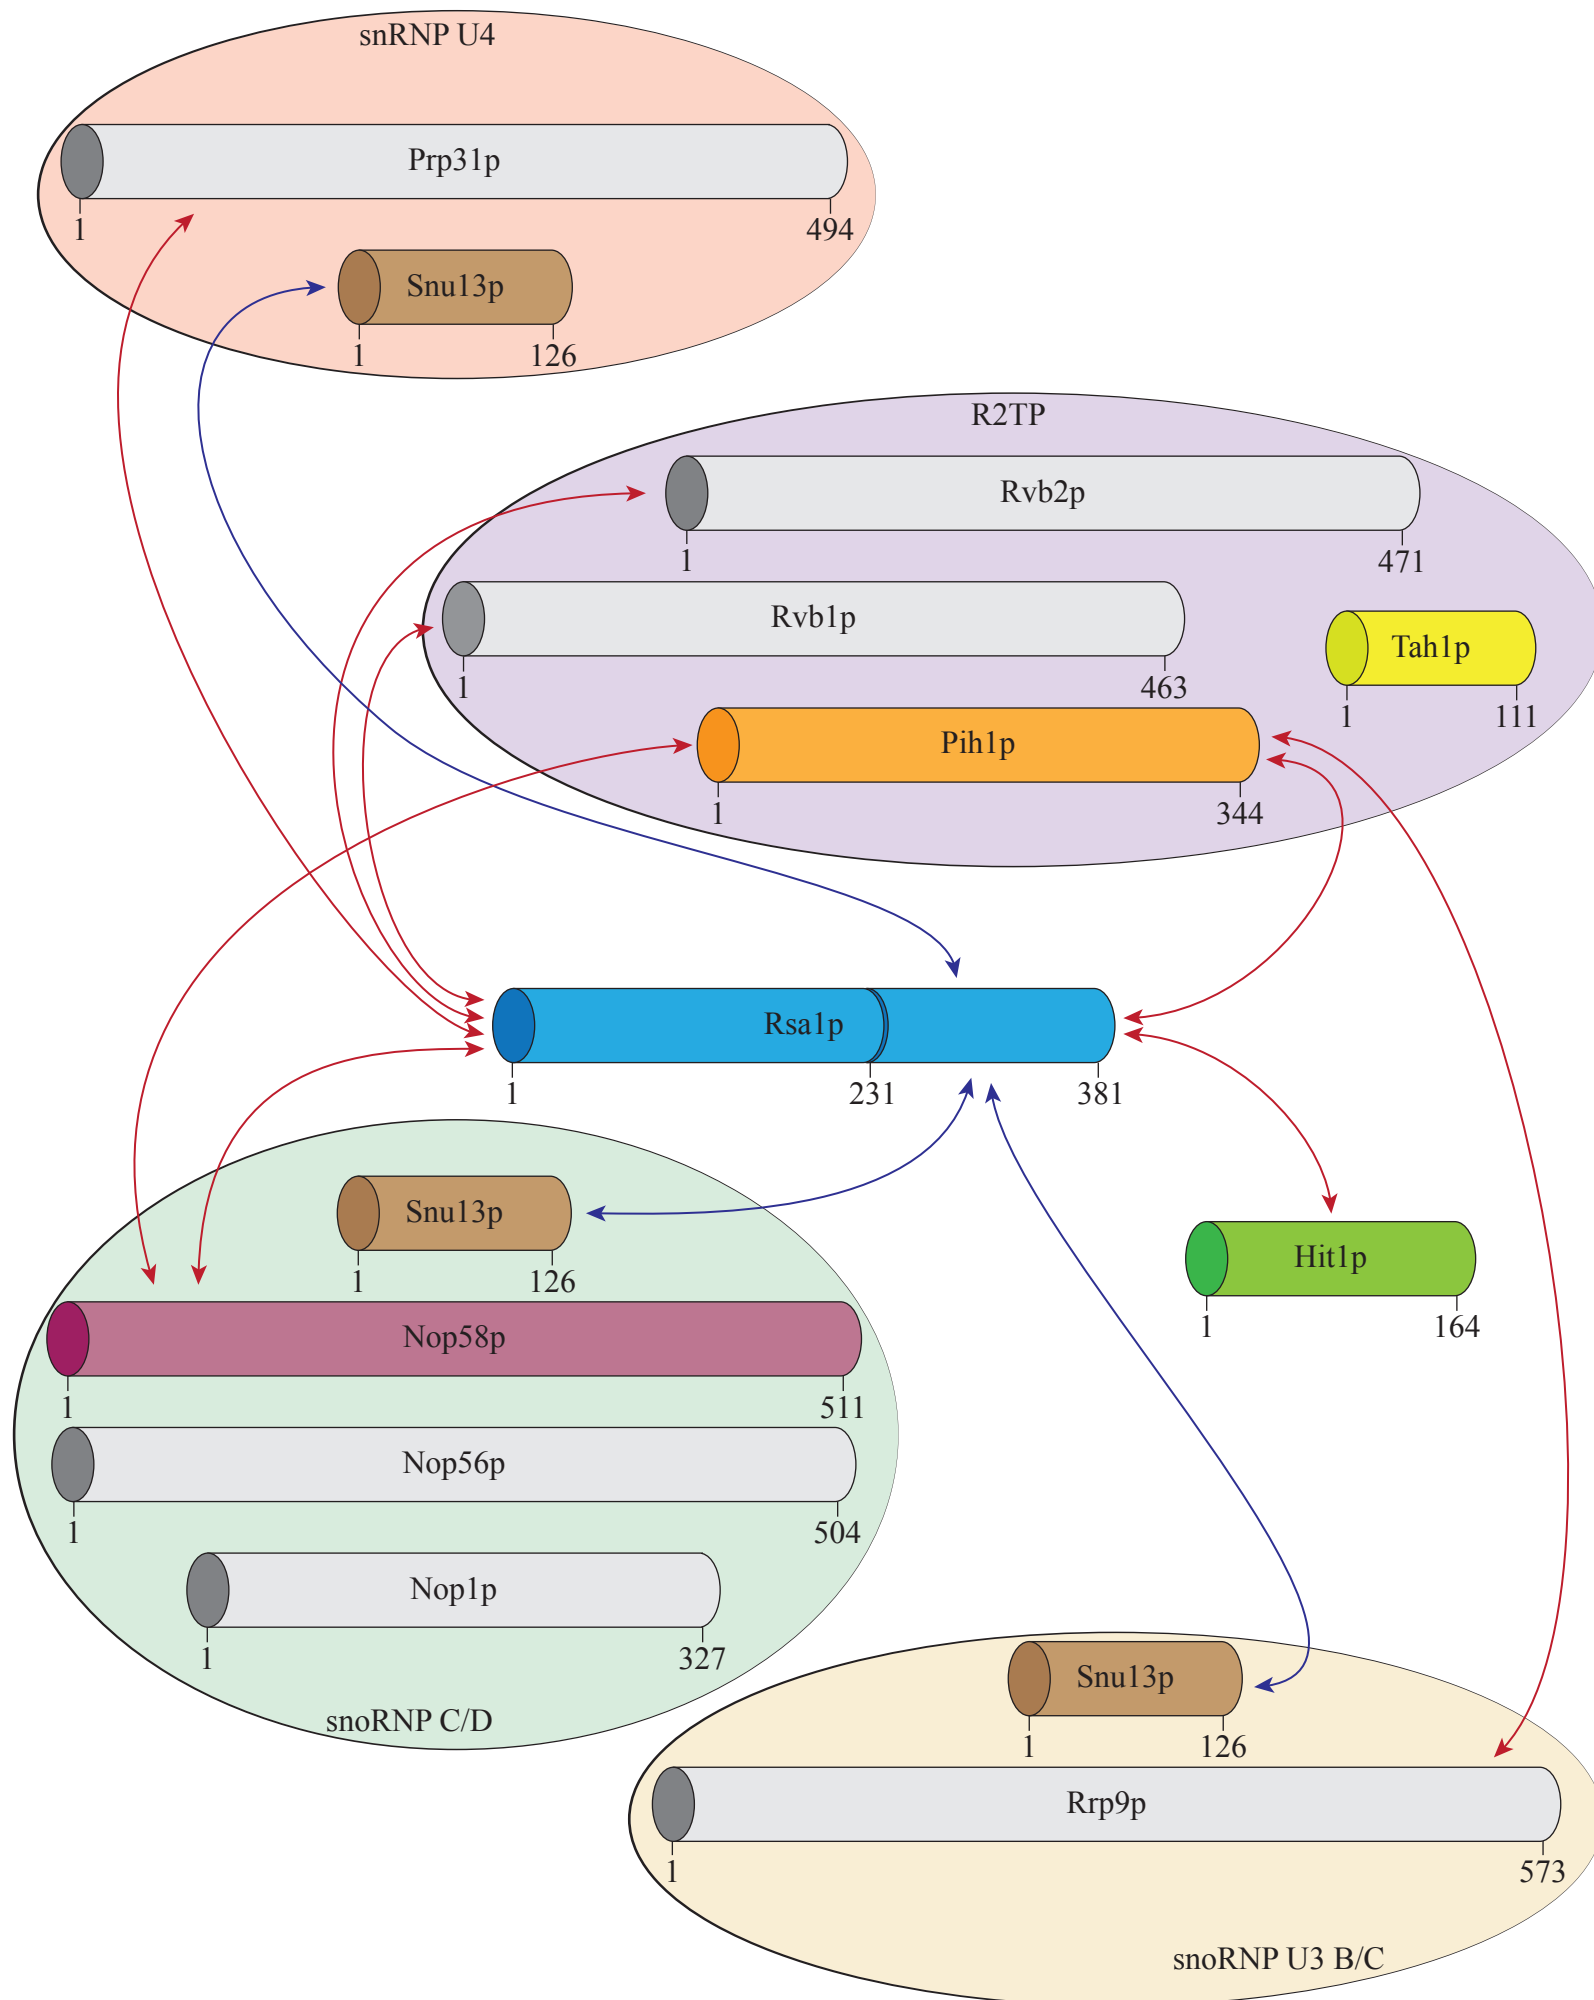 snRNP U4
Prp31p
1 494
Snu13p
1 126
R2TP
Rvb2p
1 471
Rvb1p
1 463
Tah1p
1 111
Pih1p
1 344
Rsa1p
1 231 381
Snu13p
1 126
Nop58p
1 511
Nop56p
1 504
Nop1p
1 327
snoRNP C/D
Hit1p
1 164
Snu13p
1 126
Rrp9p
1 573
snoRNP U3 B/C